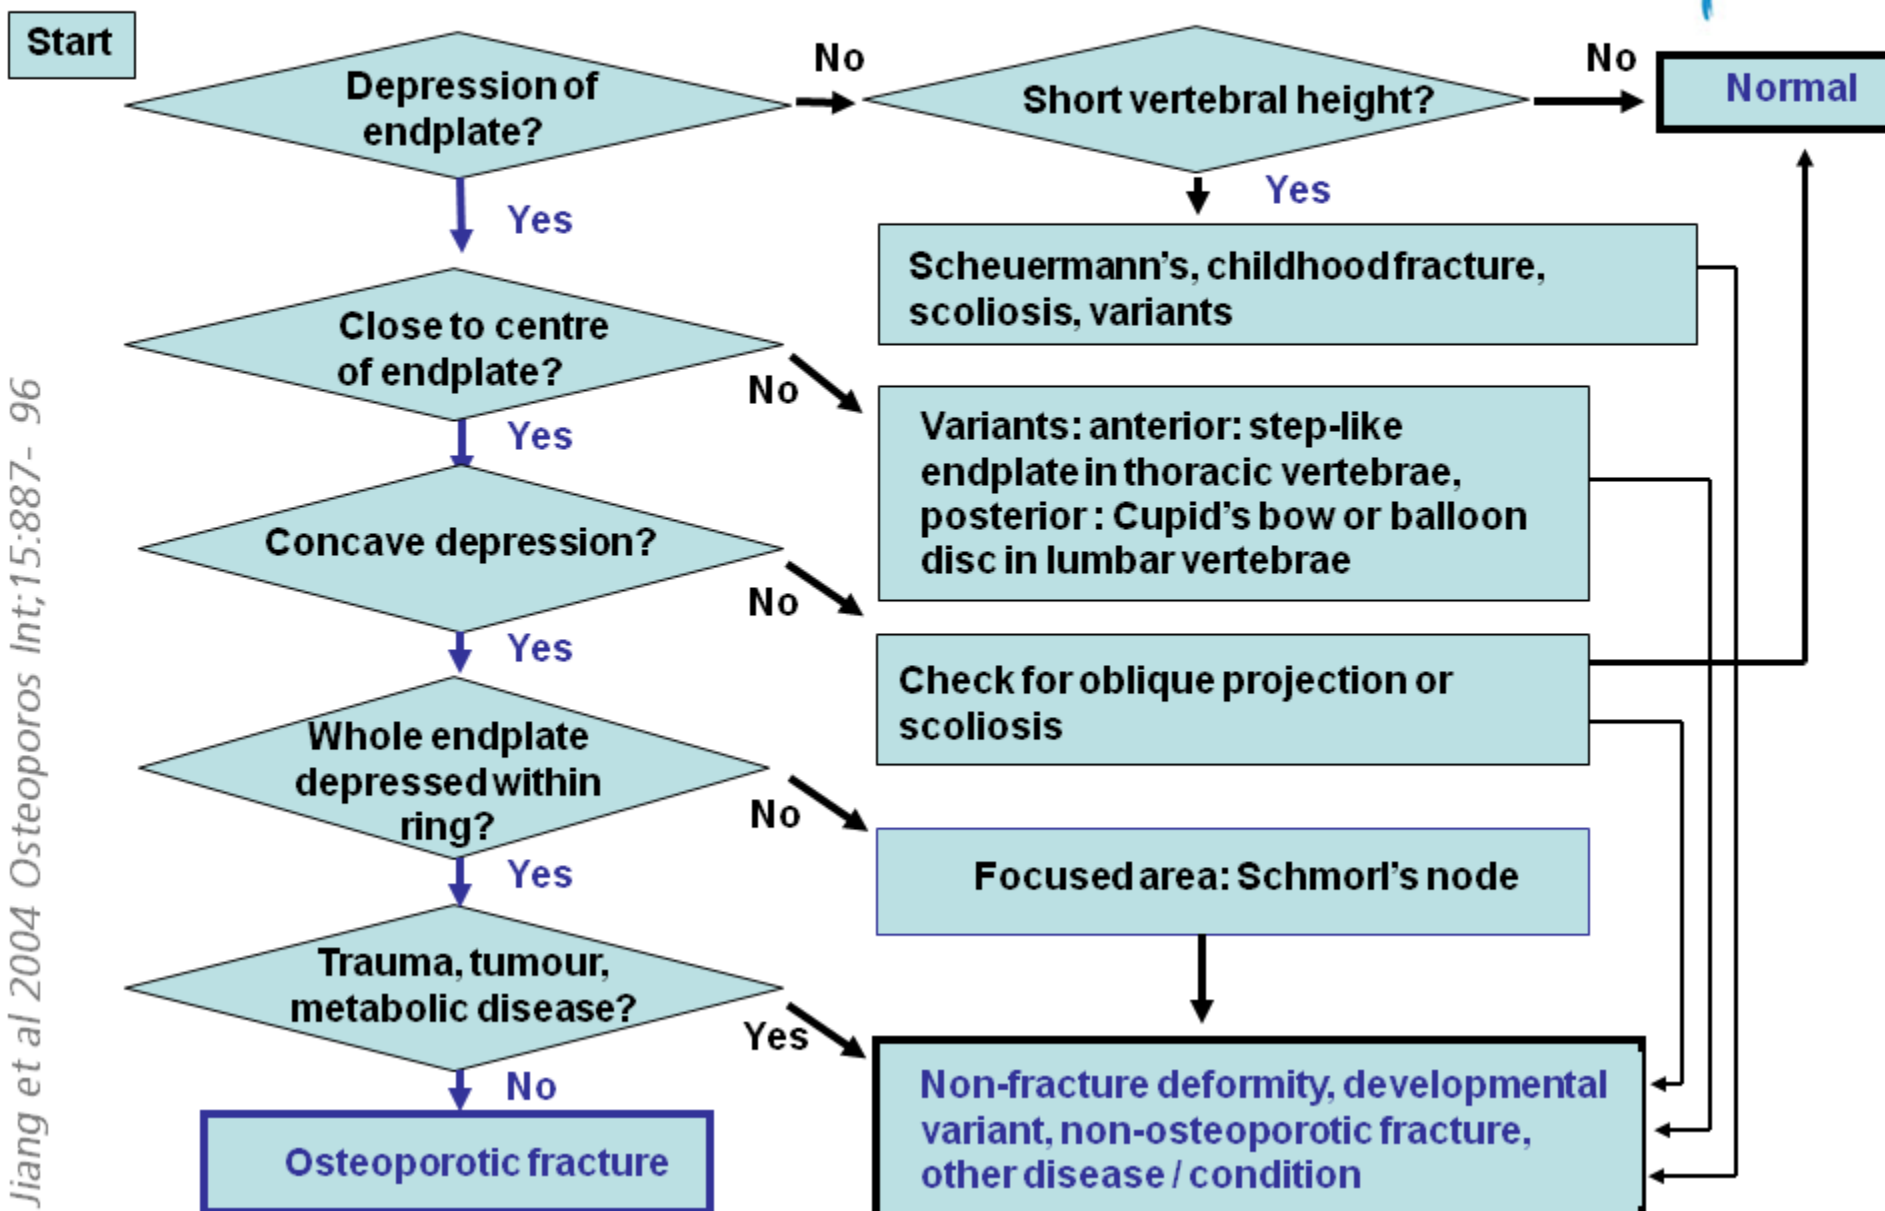 Start
Depression of
endplate?
No
Short vertebral height?
No
Normal
Yes
Yes
Scheuermann's, childhood fracture,
scoliosis, variants
Close to centre
of endplate?
No
Yes
Variants: anterior: step-like
endplate in thoracic vertebrae,
posterior : Cupid's bow or balloon
disc in lumbar vertebrae
Concave depression?
No
Yes
Check for oblique projection or
scoliosis
Whole endplate
depressed within
ring?
No
Yes
Focused area: Schmorl's node
Trauma, tumour,
metabolic disease?
Yes
No
Non-fracture deformity, developmental
variant, non-osteoporotic fracture,
other disease / condition
Osteoporotic fracture
Jiang et al 2004 Osteoporos Int;15:887- 96